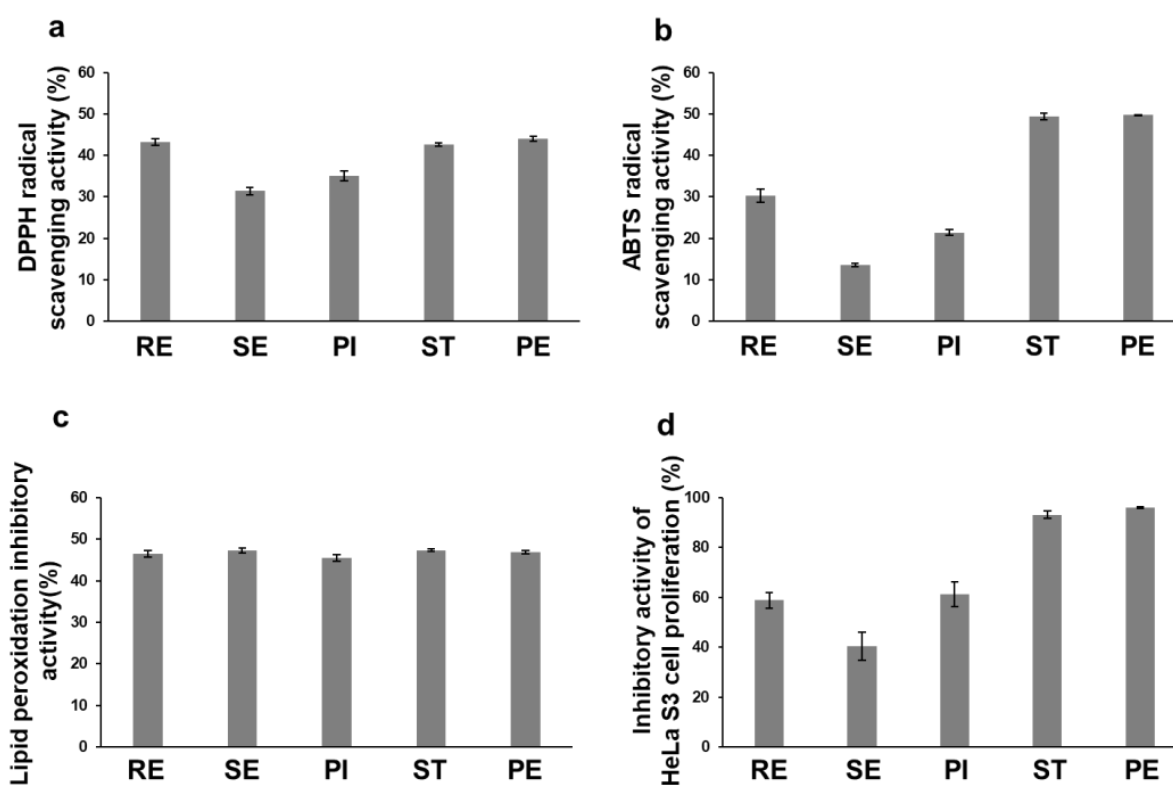 a
DPPH radical
scavenging activity (%)
60
50
40
30
20
10
0
RE SE PI ST PE
b
ABTS radical
scavenging activity (%)
60
50
40
30
20
10
0
RE SE PI ST PE
c
Lipid peroxidation inhibitory
activity(%)
60
50
40
30
20
10
0
RE SE PI ST PE
d
Inhibitory activity of
HeLa S3 cell proliferation (%)
100
80
60
40
20
0
RE SE PI ST PE